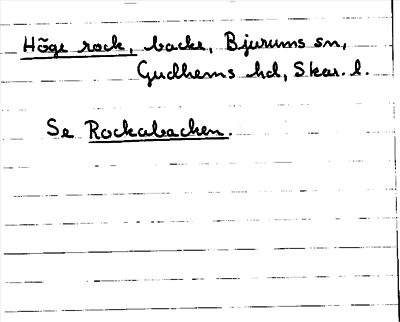 Höge rock, backe, Bjurums sn,
Gudhems hd, Skar. l.
Se Rockabacken.